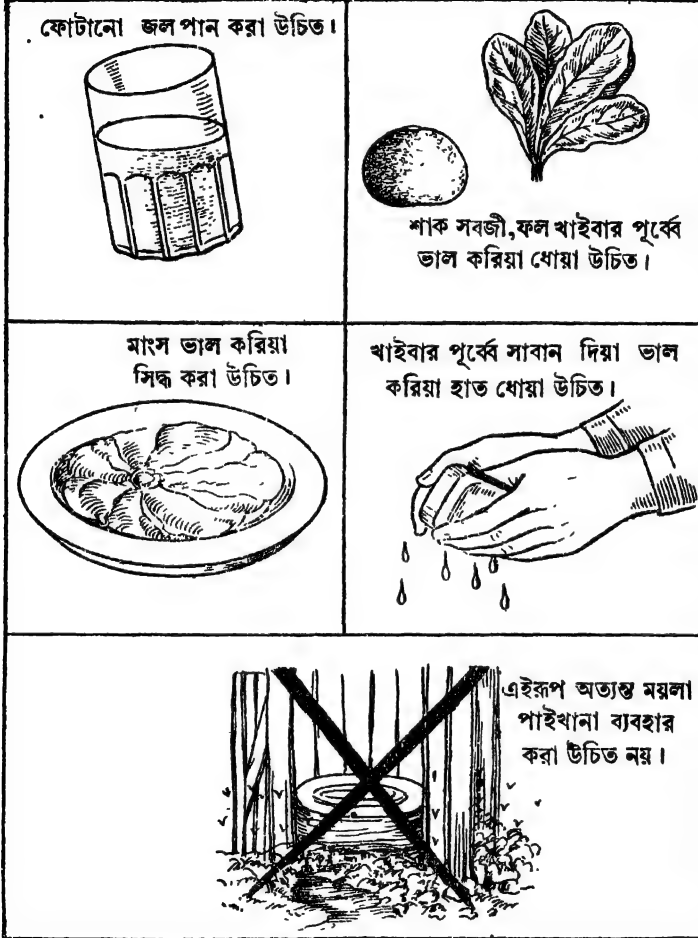 ফোটানো জল পান করা উচিত।
শাক সবজী, ফল খাইবার পূর্ব্বে
ভাল করিয়া ধোয়া উচিত।
মাংস ভাল করিয়া
সিদ্ধ করা উচিত।
খাইবার পূর্ব্বে সাবান দিয়া ভাল
করিয়া হাত ধোয়া উচিত।
এইরূপ অত্যন্ত ময়লা
পাইখানা ব্যবহার
করা উচিত নয়।